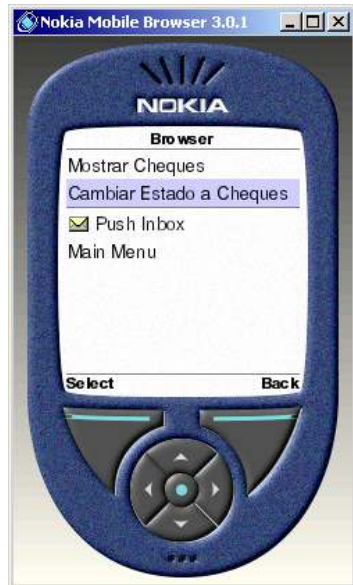 Nokia Mobile Browser 3.0.1
NOKIA
Browser
Mostrar Cheques
Cambiar Estado a Cheques
Push Inbox
Main Menu
Select Back